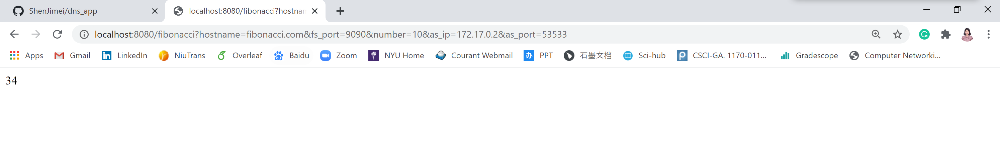 ShenJimei/dns_app localhost:8080/fibonacci?hostnan
localhost:8080/fibonacci?hostname=fibonacci.com&fs_port=9090&number=10&as_ip=172.17.0.2&as_port=53533
Apps Gmail LinkedIn NiuTrans Overleaf Baidu Zoom NYU Home Courant Webmail PPT 石墨文档 Sci-hub CSCI-GA. 1170-011... Gradescope Computer Networki...
34